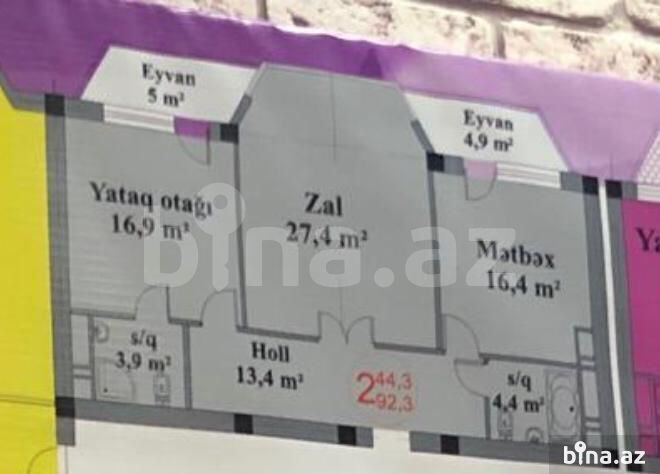 Eyvan
5 m²
Eyvan
4,9 m²
Yataq otağı
16,9 m²
Zal
27,4 m²
Mətbəx
16,4 m²
Ya
bina.az
s/q
3,9 m²
Holl
13,4 m²
2 44,3
92,3
s/q
4,4 m²
bina.az